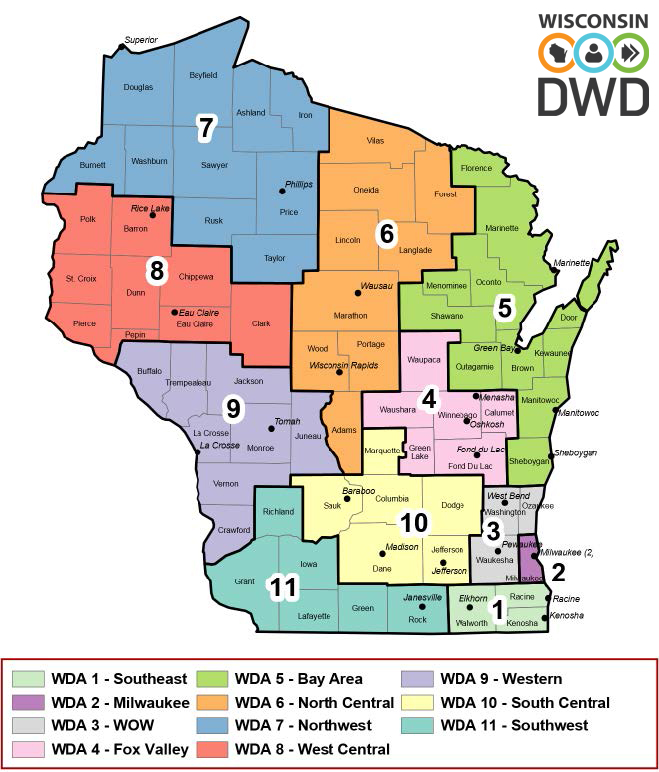 WISCONSIN
DWD
Superior
Douglas
Bayfield
Ashland
Iron
7
Burnett
Washburn
Sawyer
Phillips
Price
Rusk
Taylor
Vilas
Oneida
Forest
Lincoln
6
Langlade
Wausau
Marathon
Wood
Portage
Wisconsin Rapids
Adams
Florence
Marinette
Marinette
Oconto
Menominee
5
Shawano
Door
Green Bay
Kewaunee
Outagamie
Brown
Manitowoc
Manitowoc
Sheboygan
Sheboygan
Polk
Rice Lake
Barron
8
St. Croix
Chippewa
Dunn
Eau Claire
Eau Claire
Clark
Pierce
Pepin
Waupaca
4
Menasha
Waushara
Winnebago
Calumet
Oshkosh
Green Lake
Fond du Lac
Fond Du Lac
Buffalo
Trempealeau
Jackson
9
La Crosse
La Crosse
Tomah
Monroe
Juneau
Vernon
Crawford
Marquette
Baraboo
Sauk
Columbia
Dodge
10
Madison
Dane
Jefferson
Jefferson
West Bend
Washington
Ozaukee
3
Pewaukee
Waukesha
Milwaukee (2)
Milwaukee
2
Richland
Iowa
Grant
11
Lafayette
Green
Janesville
Rock
Elkhorn
Walworth
1
Racine
Racine
Kenosha
Kenosha
WDA 1 - Southeast
WDA 2 - Milwaukee
WDA 3 - WOW
WDA 4 - Fox Valley
WDA 5 - Bay Area
WDA 6 - North Central
WDA 7 - Northwest
WDA 8 - West Central
WDA 9 - Western
WDA 10 - South Central
WDA 11 - Southwest